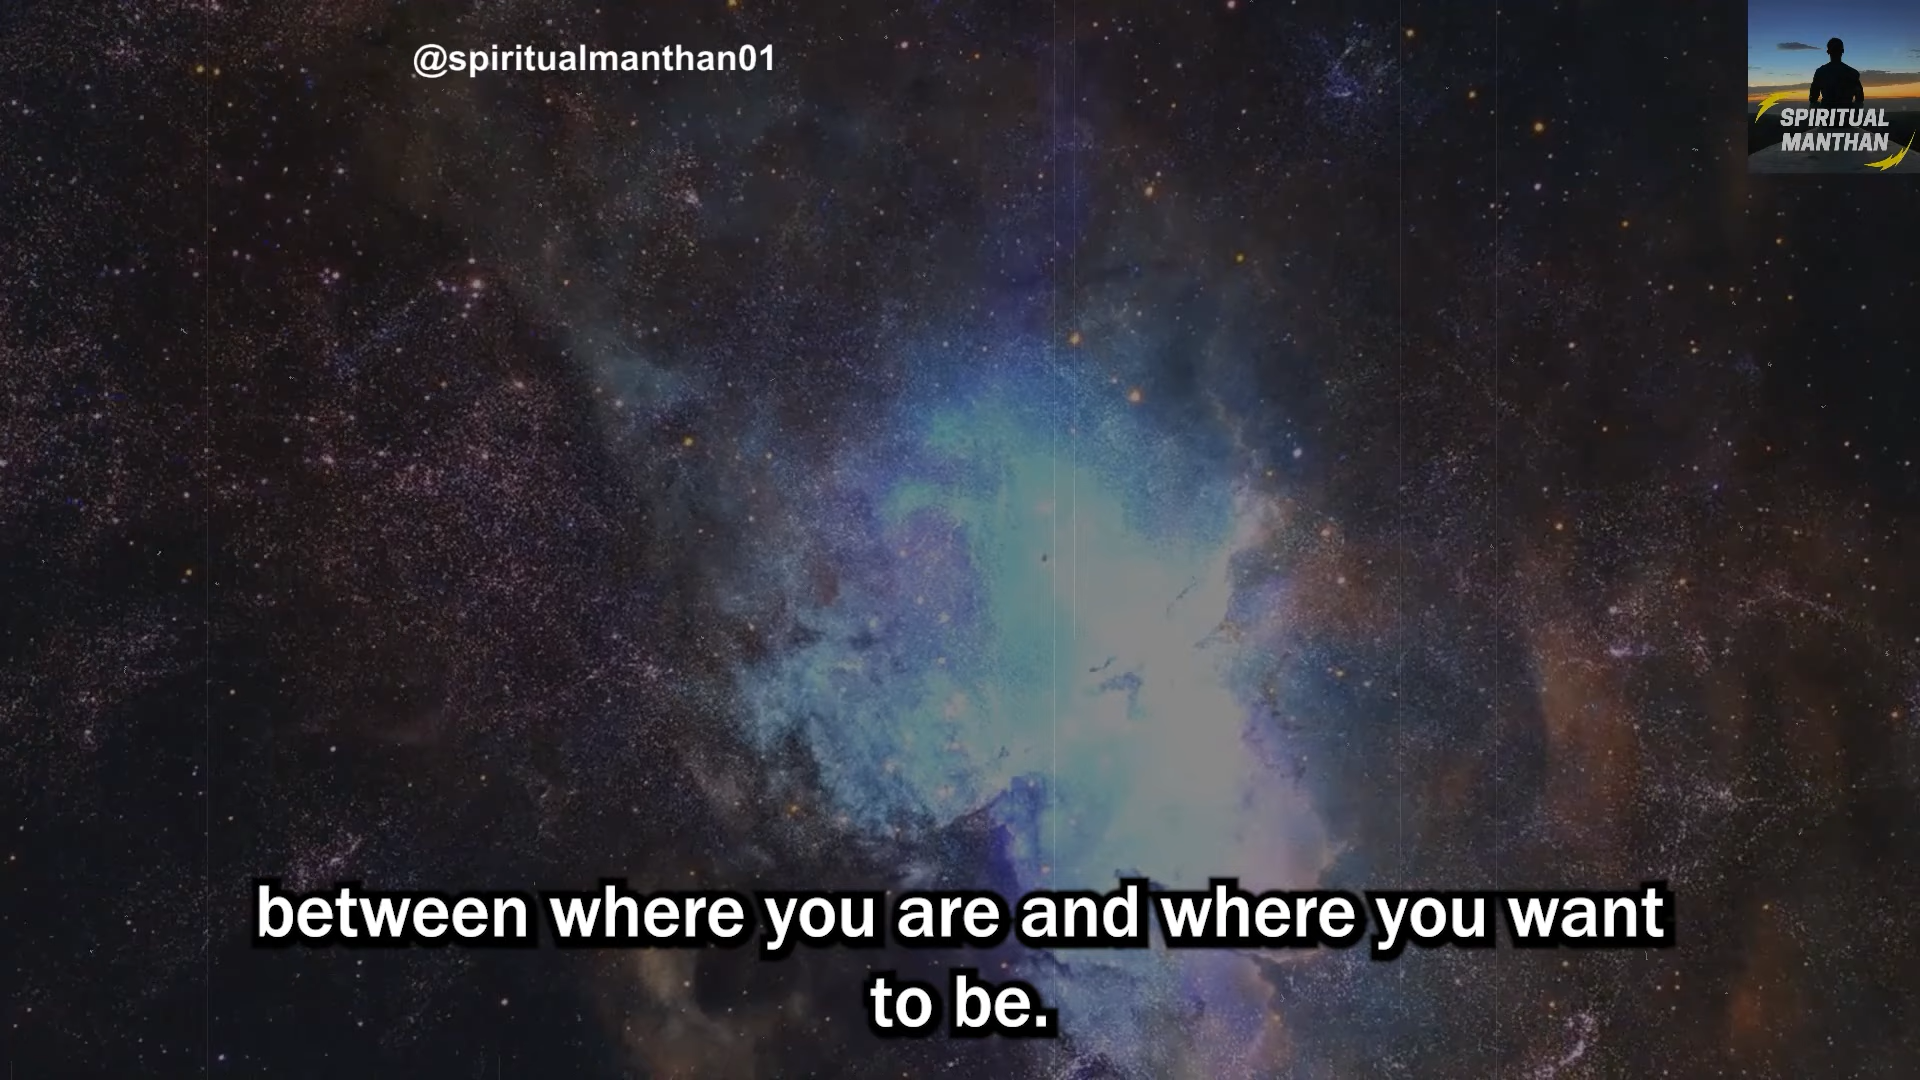 @spiritualmanthan01
SPIRITUAL
MANTHAN
between where you are and where you want
to be.